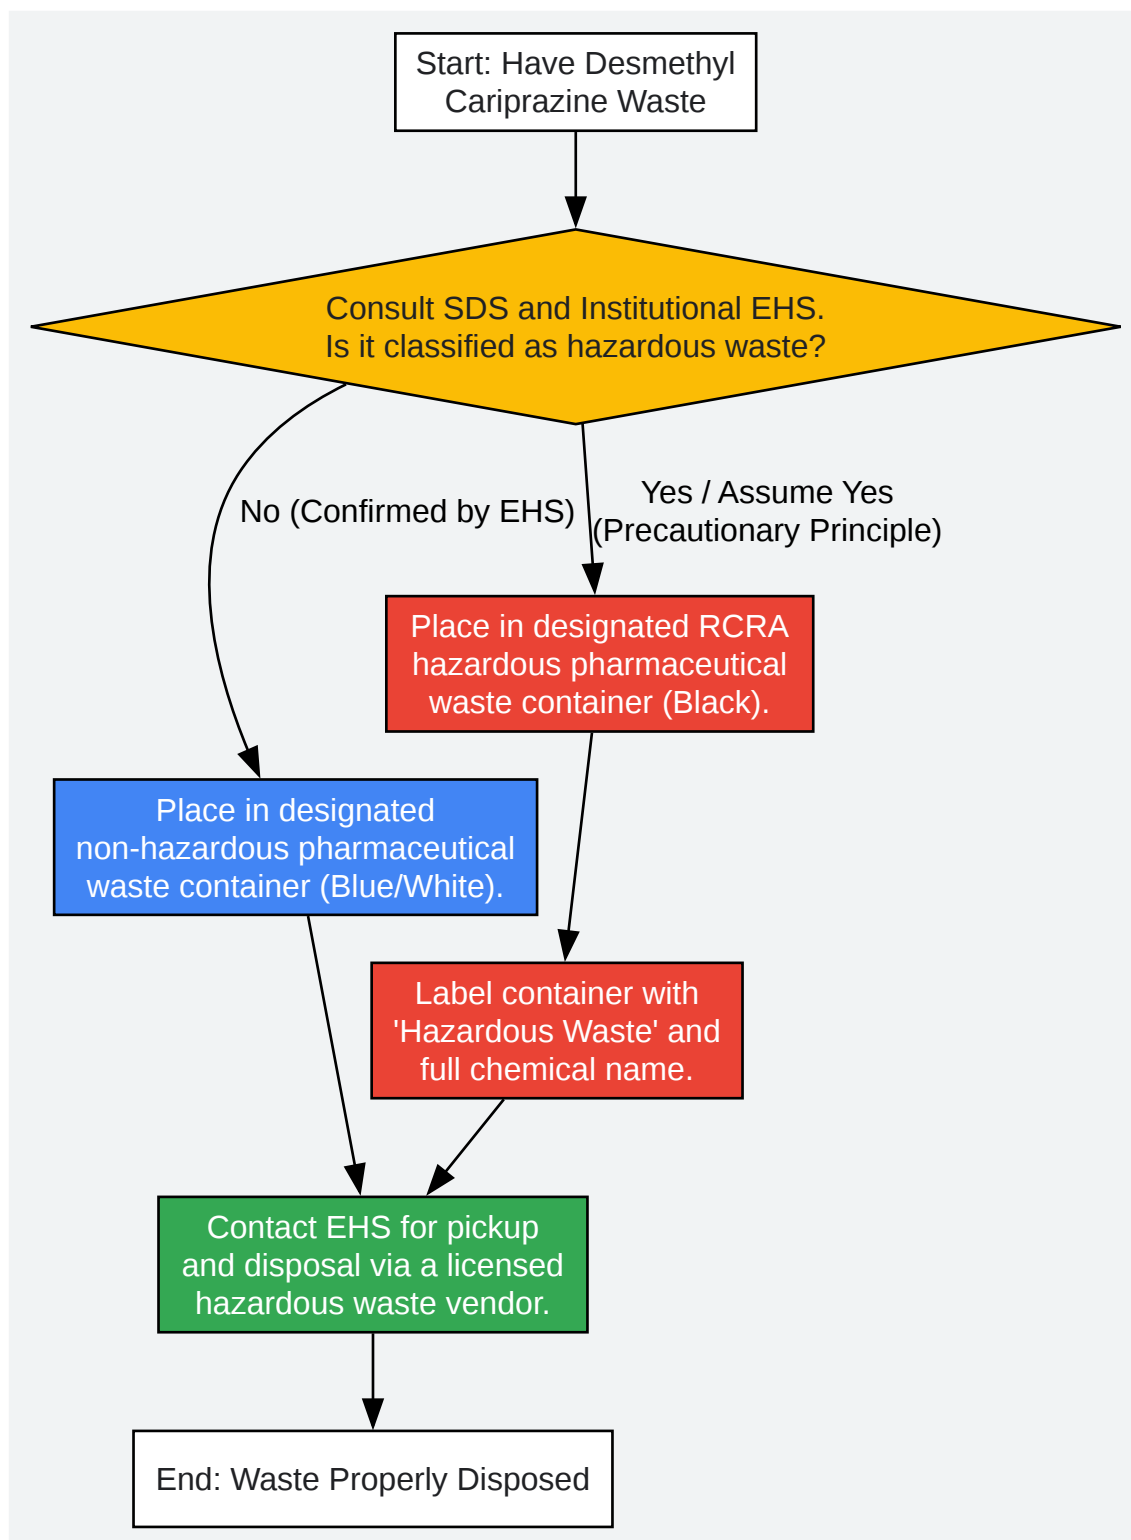 Start: Have Desmethyl
Cariprazine Waste
Consult SDS and Institutional EHS.
Is it classified as hazardous waste?
No (Confirmed by EHS)
Yes / Assume Yes
(Precautionary Principle)
Place in designated RCRA
hazardous pharmaceutical
waste container (Black).
Place in designated
non-hazardous pharmaceutical
waste container (Blue/White).
Label container with
'Hazardous Waste' and
full chemical name.
Contact EHS for pickup
and disposal via a licensed
hazardous waste vendor.
End: Waste Properly Disposed